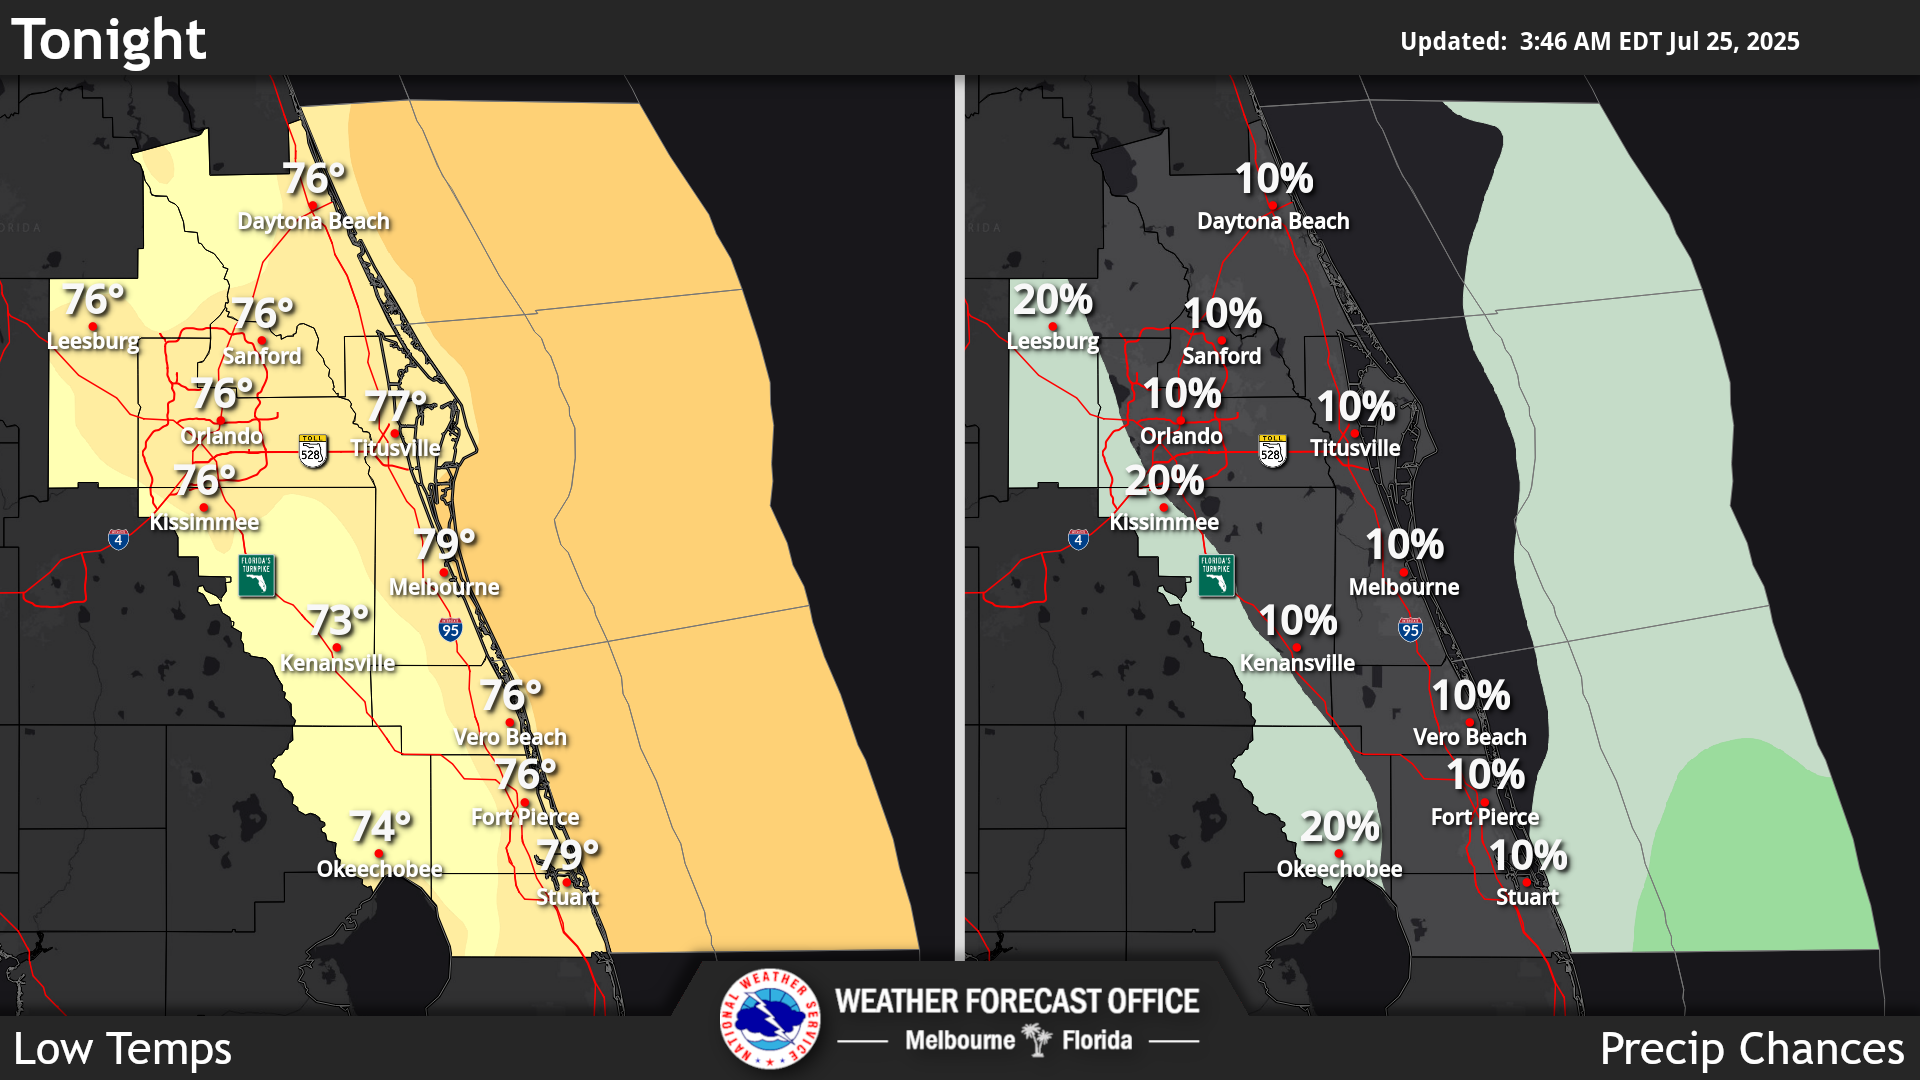 Tonight
Updated:  3:46 AM EDT Jul 25, 2025
76°
Daytona Beach
76°
Leesburg
76°
Sanford
76°
Orlando
77°
Titusville
TOLL
528
76°
Kissimmee
4
FLORIDA'S
TURNPIKE
79°
Melbourne
73°
Kenansville
95
76°
Vero Beach
76°
Fort Pierce
74°
Okeechobee
79°
Stuart
10%
Daytona Beach
RIDA
20%
Leesburg
10%
Sanford
10%
Orlando
10%
Titusville
TOLL
528
20%
Kissimmee
4
FLORIDA'S
TURNPIKE
10%
Melbourne
10%
Kenansville
95
10%
Vero Beach
10%
Fort Pierce
20%
Okeechobee
10%
Stuart
NATIONAL WEATHER SERVICE
WEATHER FORECAST OFFICE
Melbourne Florida
Low Temps
Precip Chances